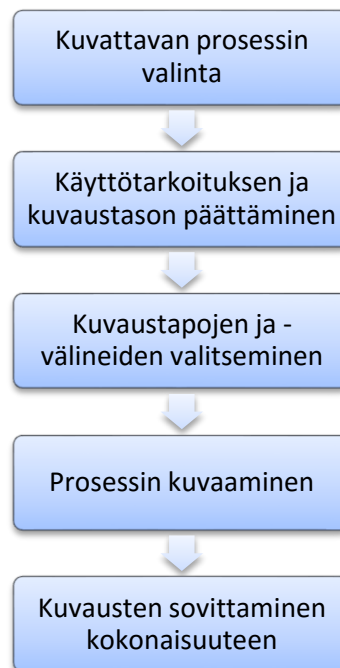 Kuvattavan prosessin
valinta
Käyttötarkoituksen ja
kuvaustason päättäminen
Kuvaustapojen ja -
välineiden valitseminen
Prosessin kuvaaminen
Kuvausten sovittaminen
kokonaisuuteen